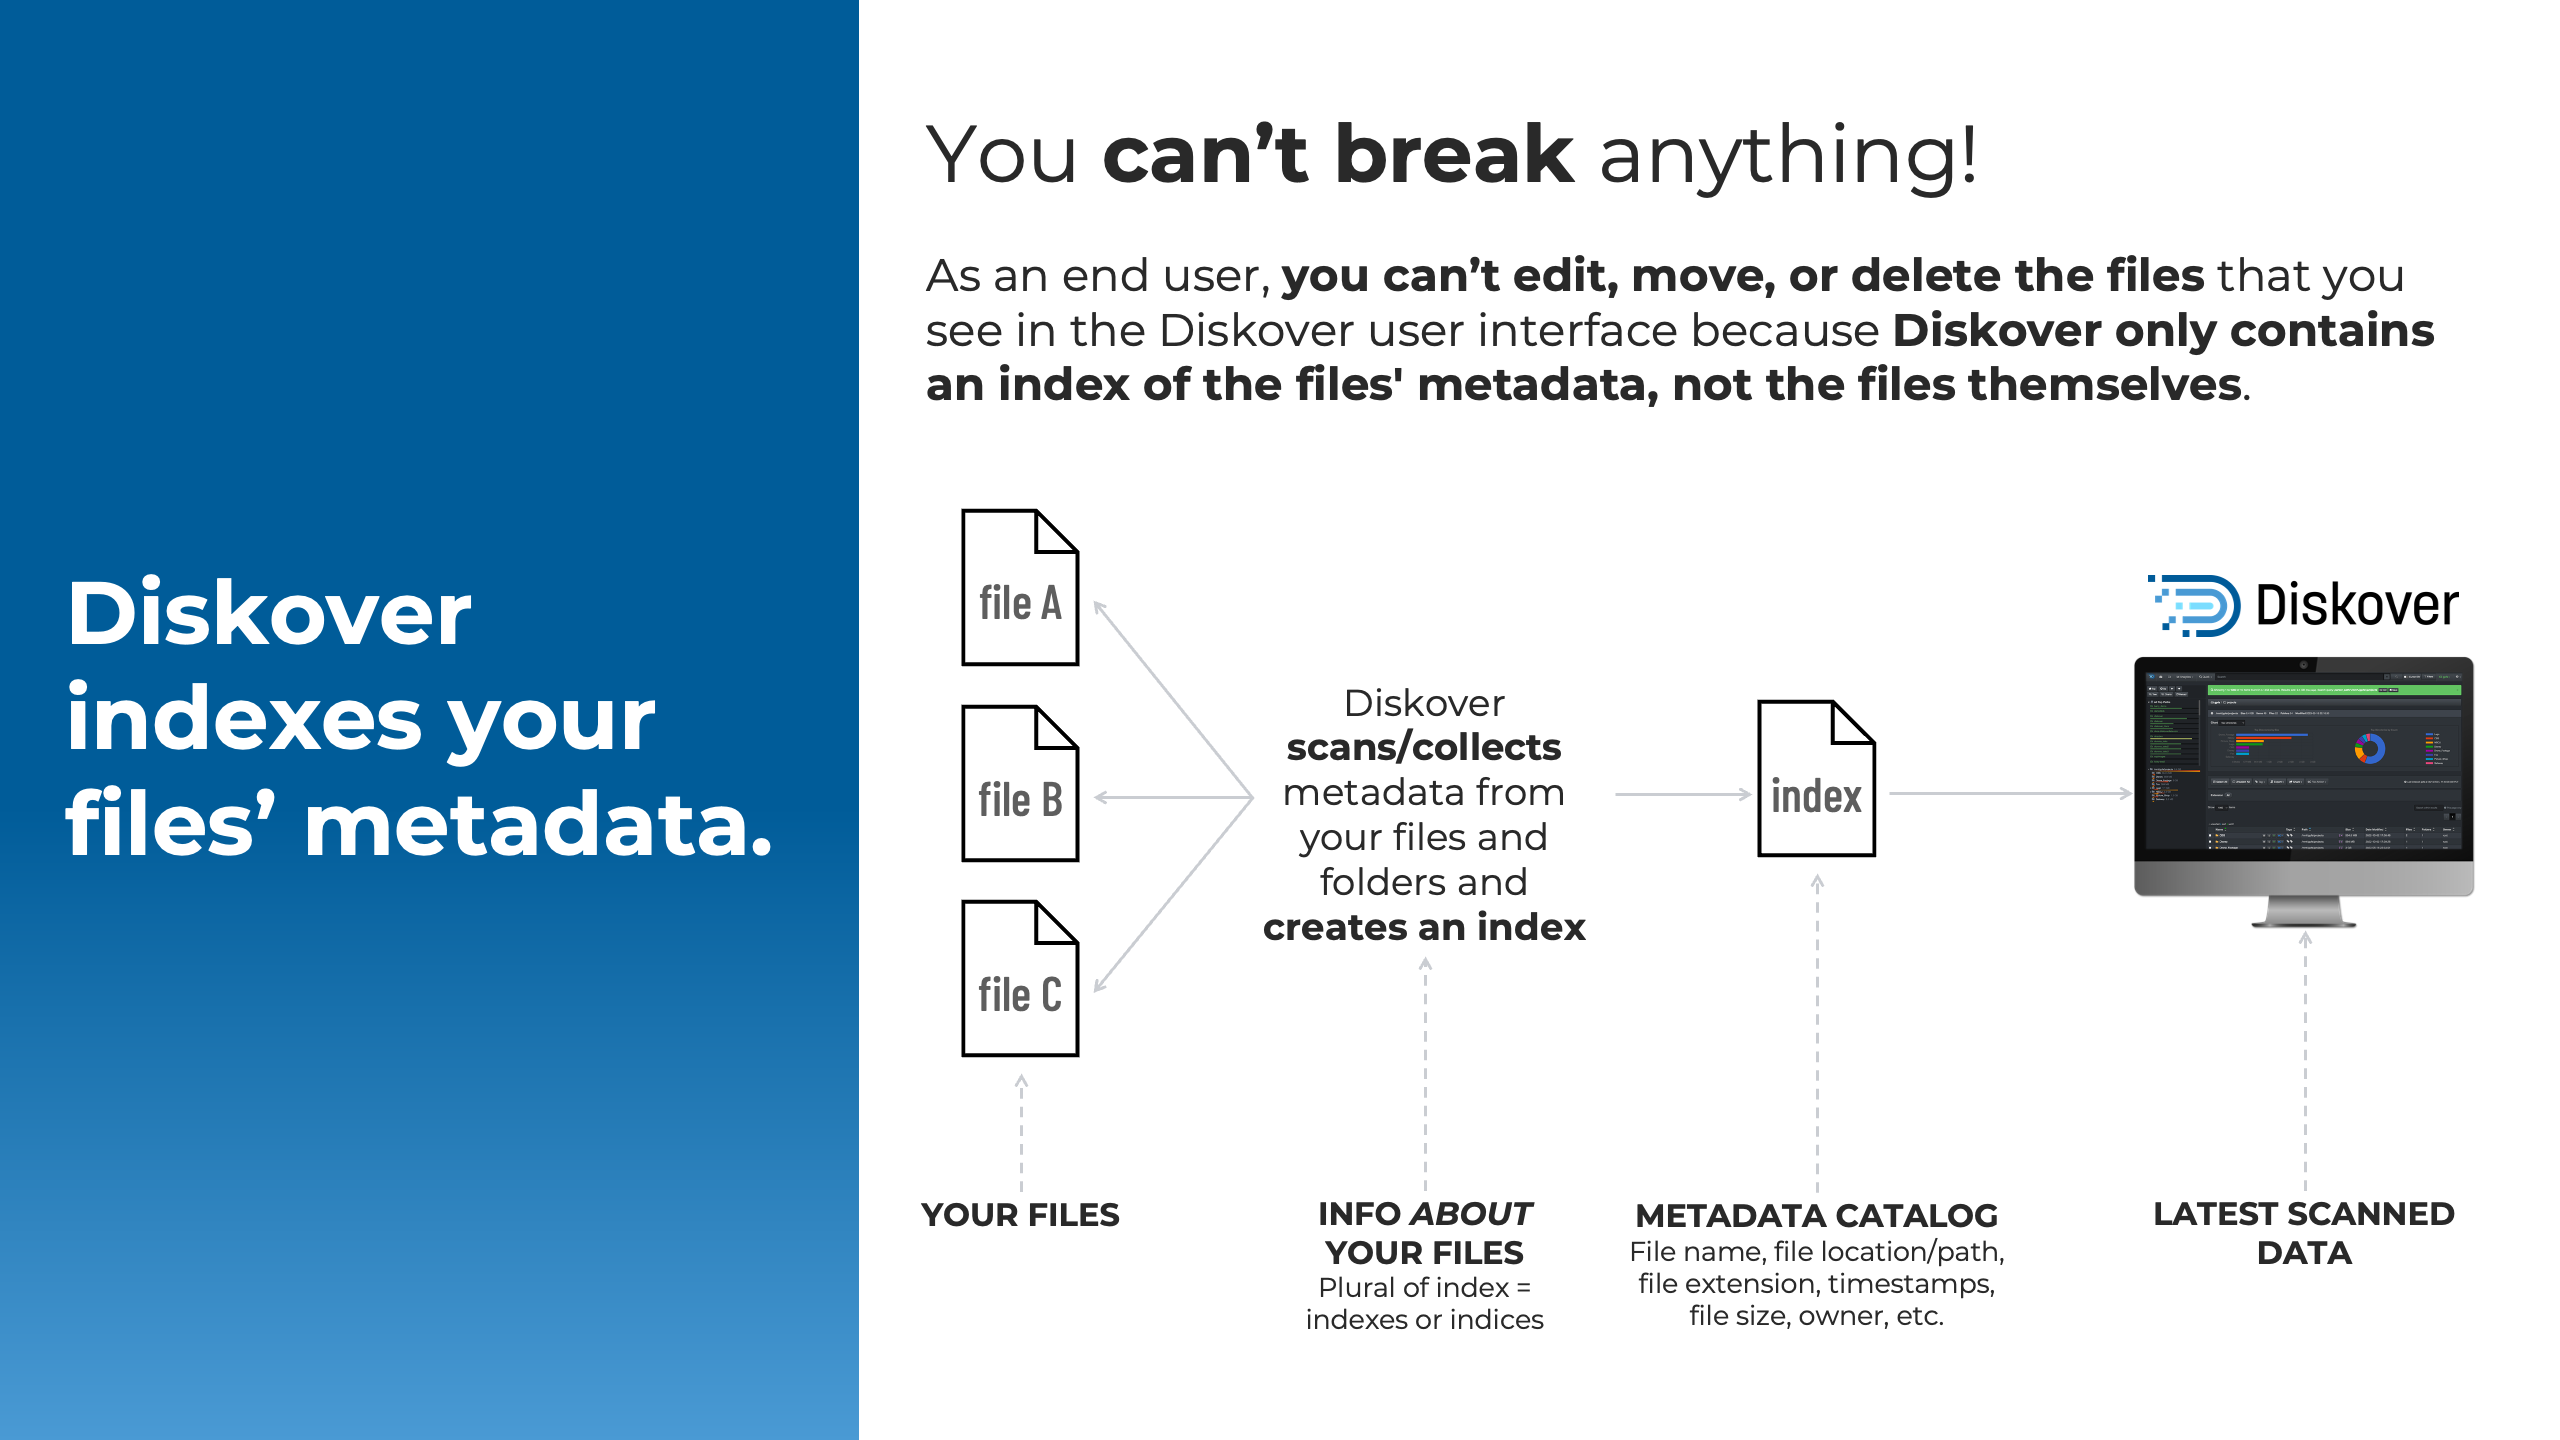 Diskover
indexes your
files’ metadata.
You can’t break anything!
As an end user, you can’t edit, move, or delete the files that you
see in the Diskover user interface because Diskover only contains
an index of the files' metadata, not the files themselves.
file A
file B
file C
Diskover
scans/collects
metadata from
your files and
folders and
creates an index
index
Diskover
YOUR FILES
INFO ABOUT
YOUR FILES
Plural of index =
indexes or indices
METADATA CATALOG
File name, file location/path,
file extension, timestamps,
file size, owner, etc.
LATEST SCANNED
DATA